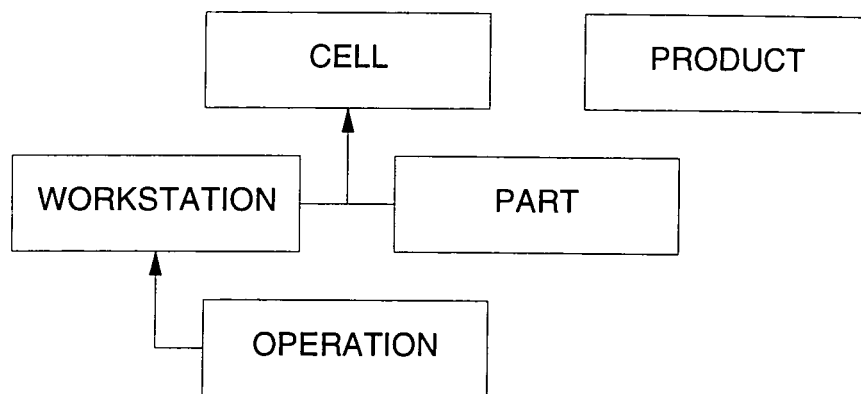 CELL
PRODUCT
WORKSTATION
PART
OPERATION